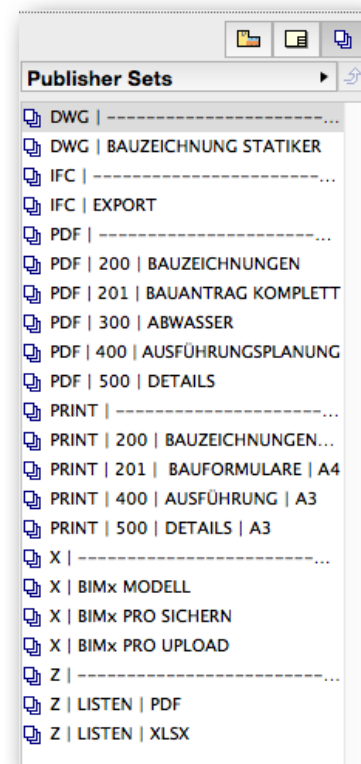 Publisher Sets
DWG | ----------------------...
DWG | BAUZEICHNUNG STATIKER
IFC | -----------------------...
IFC | EXPORT
PDF | ----------------------...
PDF | 200 | BAUZEICHNUNGEN
PDF | 201 | BAUANTRAG KOMPLETT
PDF | 300 | ABWASSER
PDF | 400 | AUSFÜHRUNGSPLANUNG
PDF | 500 | DETAILS
PRINT | ---------------------...
PRINT | 200 | BAUZEICHNUNGEN...
PRINT | 201 | BAUFORMULARE | A4
PRINT | 400 | AUSFÜHRUNG | A3
PRINT | 500 | DETAILS | A3
X | ------------------------...
X | BIMx MODELL
X | BIMx PRO SICHERN
X | BIMx PRO UPLOAD
Z | -------------------------...
Z | LISTEN | PDF
Z | LISTEN | XLSX